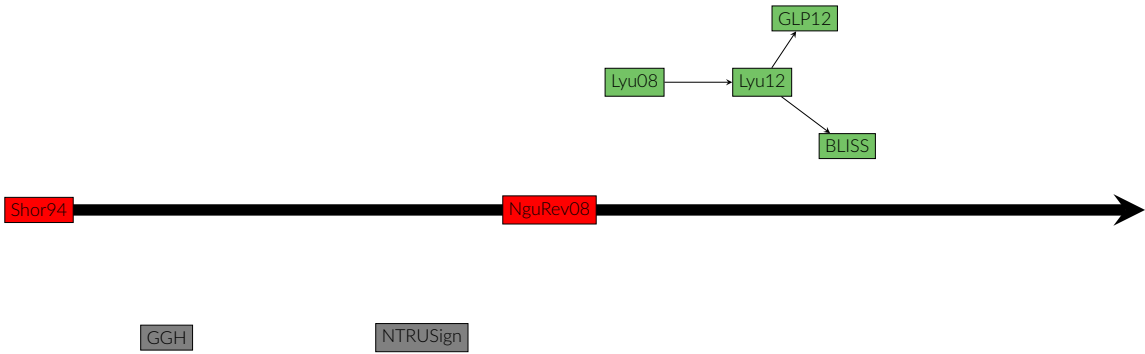 GLP12
Lyu08
Lyu12
BLISS
Shor94
NguRev08
GGH
NTRUSign